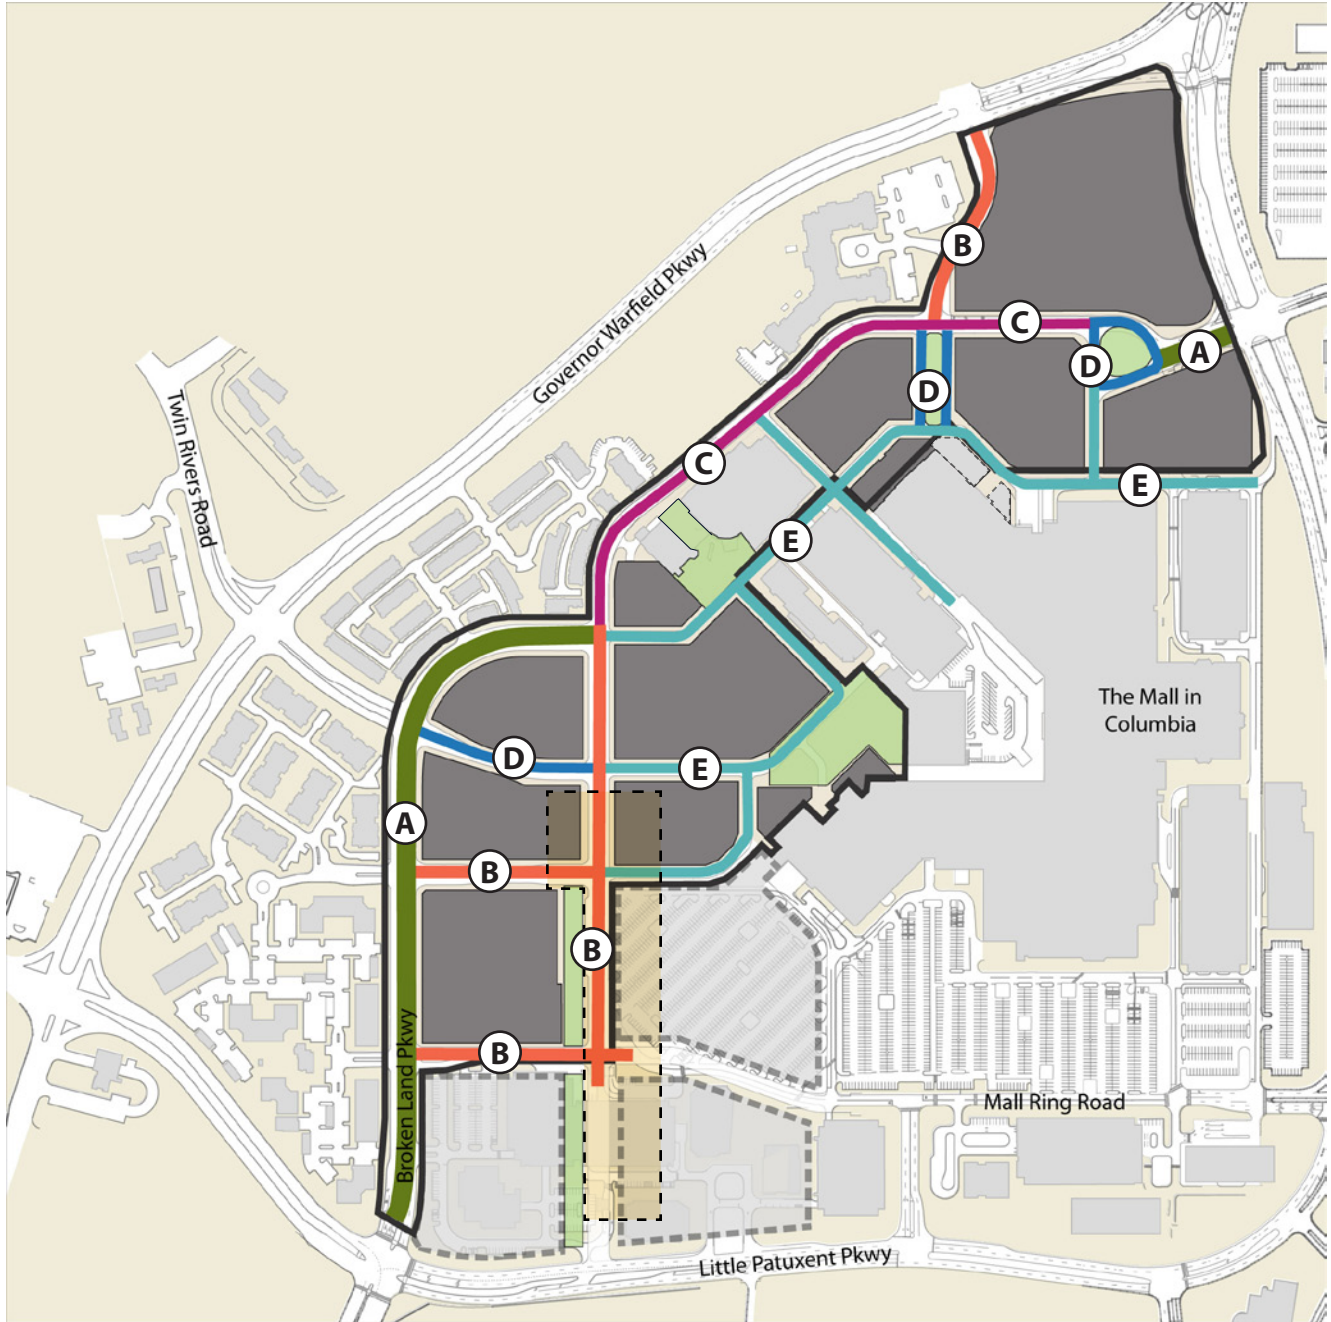 B
C
A
D
D
Governor Warfield Pkwy
C
E
Twin Rivers Road
E
The Mall in
Columbia
D
E
A
B
B
Broken Land Pkwy
B
Mall Ring Road
Little Patuxent Pkwy